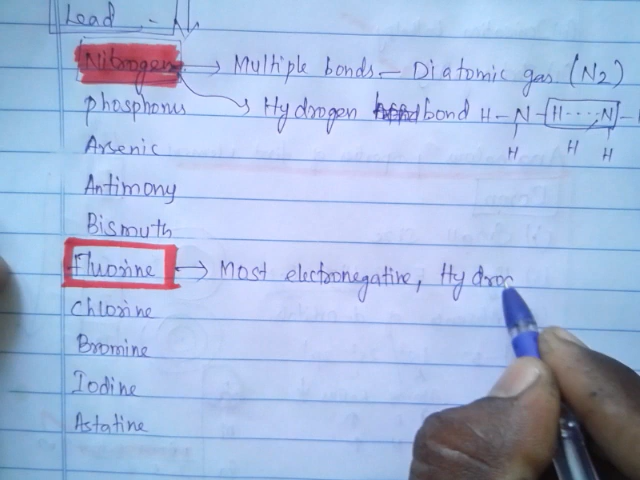 Lead
Nitrogen → Multiple bonds - Diatomic gas (N2)
phosphorus → Hydrogen bond H-N-H···N-
H H H
Arsenic
Antimony
Bismuth
Fluorine → Most electronegative, Hydrog
Chlorine
Bromine
Iodine
Astatine